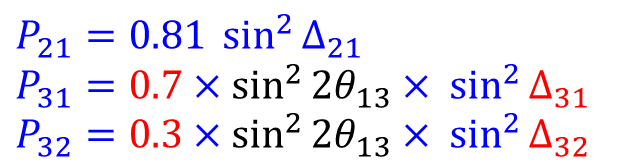 P₂₁ = 0.81 sin² Δ₂₁
P₃₁ = 0.7 × sin² 2θ₁₃ × sin² Δ₃₁
P₃₂ = 0.3 × sin² 2θ₁₃ × sin² Δ₃₂